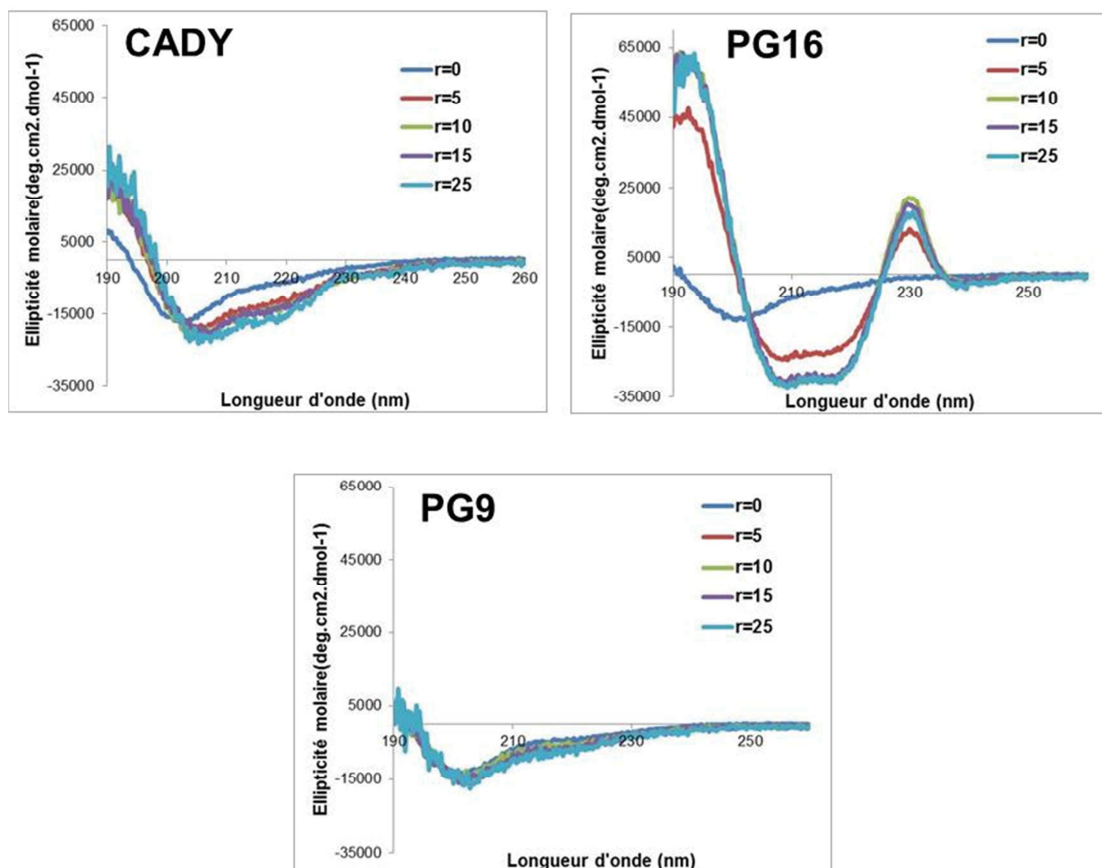 CADY
65000
45000
25000
5000
-15000
-35000
Ellipticité molaire(deg.cm2.dmol-1)
r=0
r=5
r=10
r=15
r=25
190 200 210 220 230 240 250 260
Longueur d'onde (nm)
PG16
65000
45000
25000
5000
-15000
-35000
Ellipticité molaire(deg.cm2.dmol-1)
r=0
r=5
r=10
r=15
r=25
190 210 230 250
Longueur d'onde (nm)
PG9
65000
45000
25000
5000
-15000
-35000
Ellipticité molaire(deg.cm2.dmol-1)
r=0
r=5
r=10
r=15
r=25
190 210 230 250
Longueur d'onde (nm)